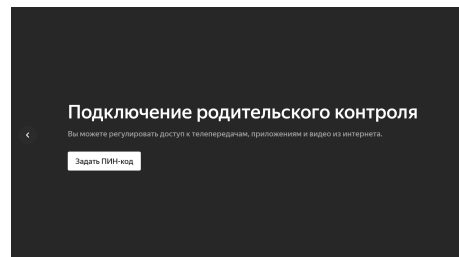 Подключение родительского контроля
Вы можете регулировать доступ к телепередачам, приложениям и видео из интернета.
Задать ПИН-код